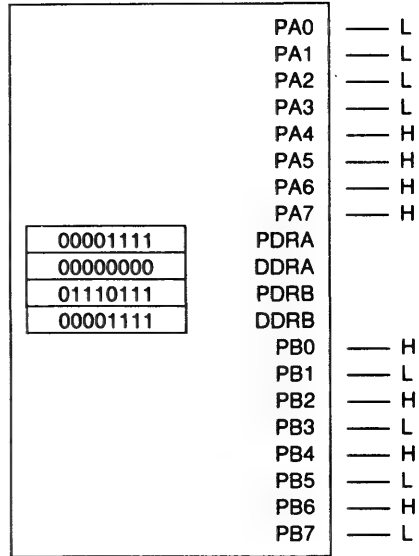 PA0 L
PA1 L
PA2 L
PA3 L
PA4 H
PA5 H
PA6 H
PA7 H
00001111 PDRA
00000000 DDRA
01110111 PDRB
00001111 DDRB
PB0 H
PB1 L
PB2 H
PB3 L
PB4 H
PB5 L
PB6 H
PB7 L